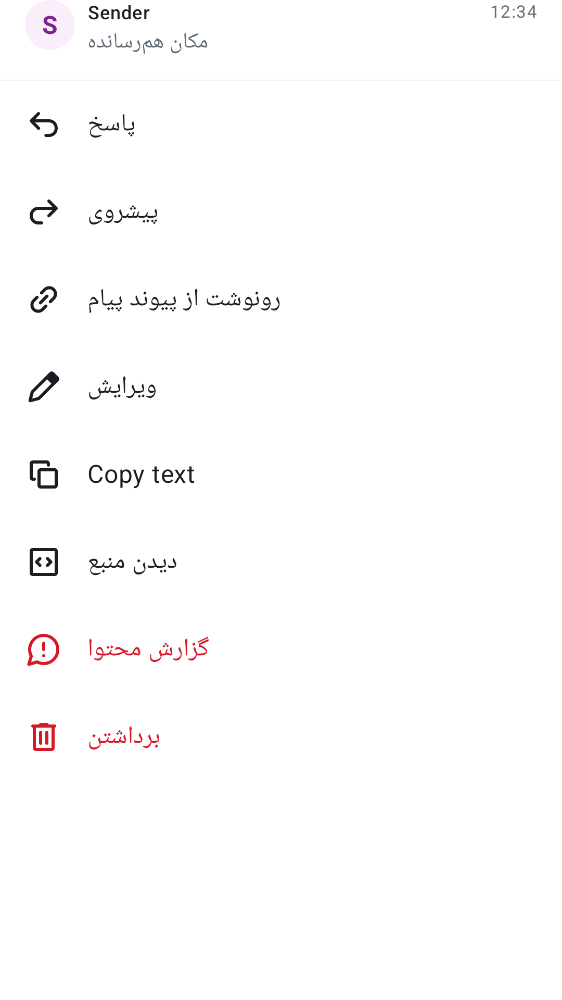 S
Sender
12:34
مکان هم‌رسانده
پاسخ
پیشروی
رونوشت از پیوند پیام
ویرایش
Copy text
دیدن منبع
گزارش محتوا
برداشتن